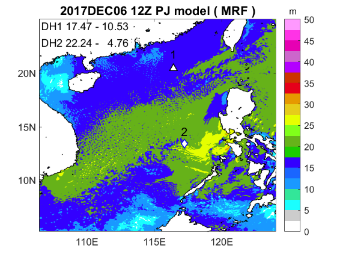 2017DEC06 12Z PJ model ( MRF )
m
DH1 17.47 - 10.53
DH2 22.24 - 4.76
1
2
20N
15N
10N
110E
115E
120E
50
45
40
35
30
25
20
15
10
5
0